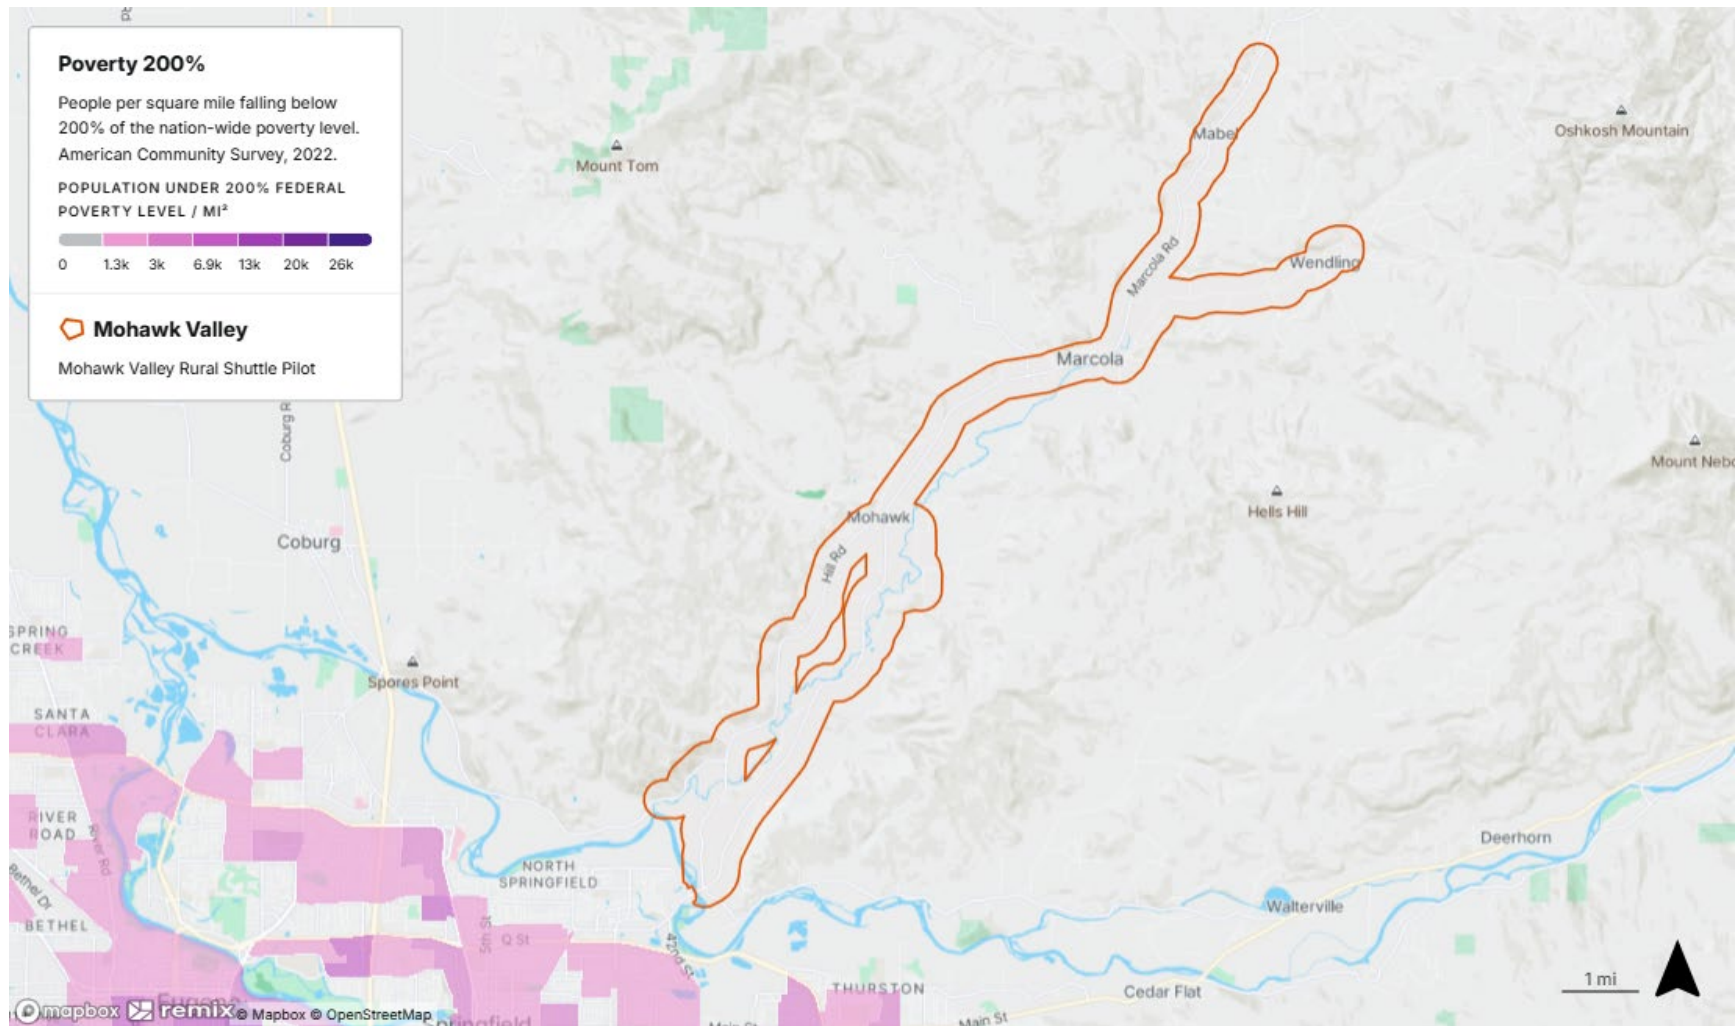 Poverty 200%
People per square mile falling below
200% of the nation-wide poverty level.
American Community Survey, 2022.
POPULATION UNDER 200% FEDERAL
POVERTY LEVEL / MI²
0 1.3k 3k 6.9k 13k 20k 26k
Mohawk Valley
Mohawk Valley Rural Shuttle Pilot
Mount Tom
Mabel
Oshkosh Mountain
Marcola Rd
Wendling
Marcola
Coburg R
Mount Nebo
Hells Hill
Mohawk
Coburg
Hill Rd
SPRING
CREEK
Spores Point
SANTA
CLARA
RIVER
ROAD
River Rd
Deerhorn
NORTH
SPRINGFIELD
Bethel Dr
BETHEL
5th St
Q St
42nd St
Walterville
THURSTON
Cedar Flat
1 mi
Eugene
Springfield
Main St
Main St
mapbox remix © Mapbox © OpenStreetMap